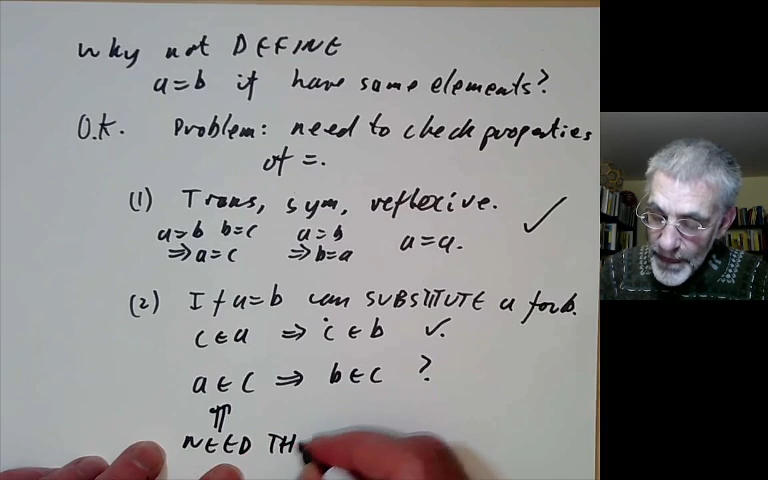 Why not DEFINE
a=b if have same elements?
O.K. Problem: need to check properties
of =.
(1) Trans, sym, reflexive. ✓
a=b b=c a=b a=a.
⇒a=c ⇒b=a
(2) If a=b can SUBSTITUTE a for b.
c∈a ⇒ c∈b ✓.
a∈c ⇒ b∈c ?
⇑
NEED TH